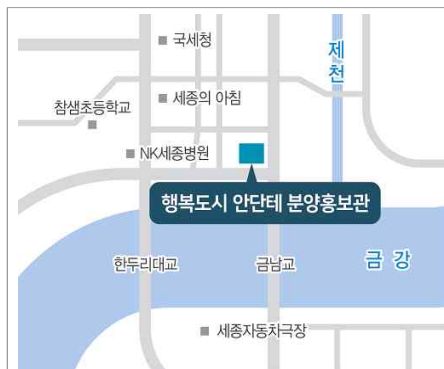 국세청
제천
세종의 아침
참샘초등학교
NK세종병원
행복도시 안단테 분양홍보관
한두리대교
금남교
금강
세종자동차극장